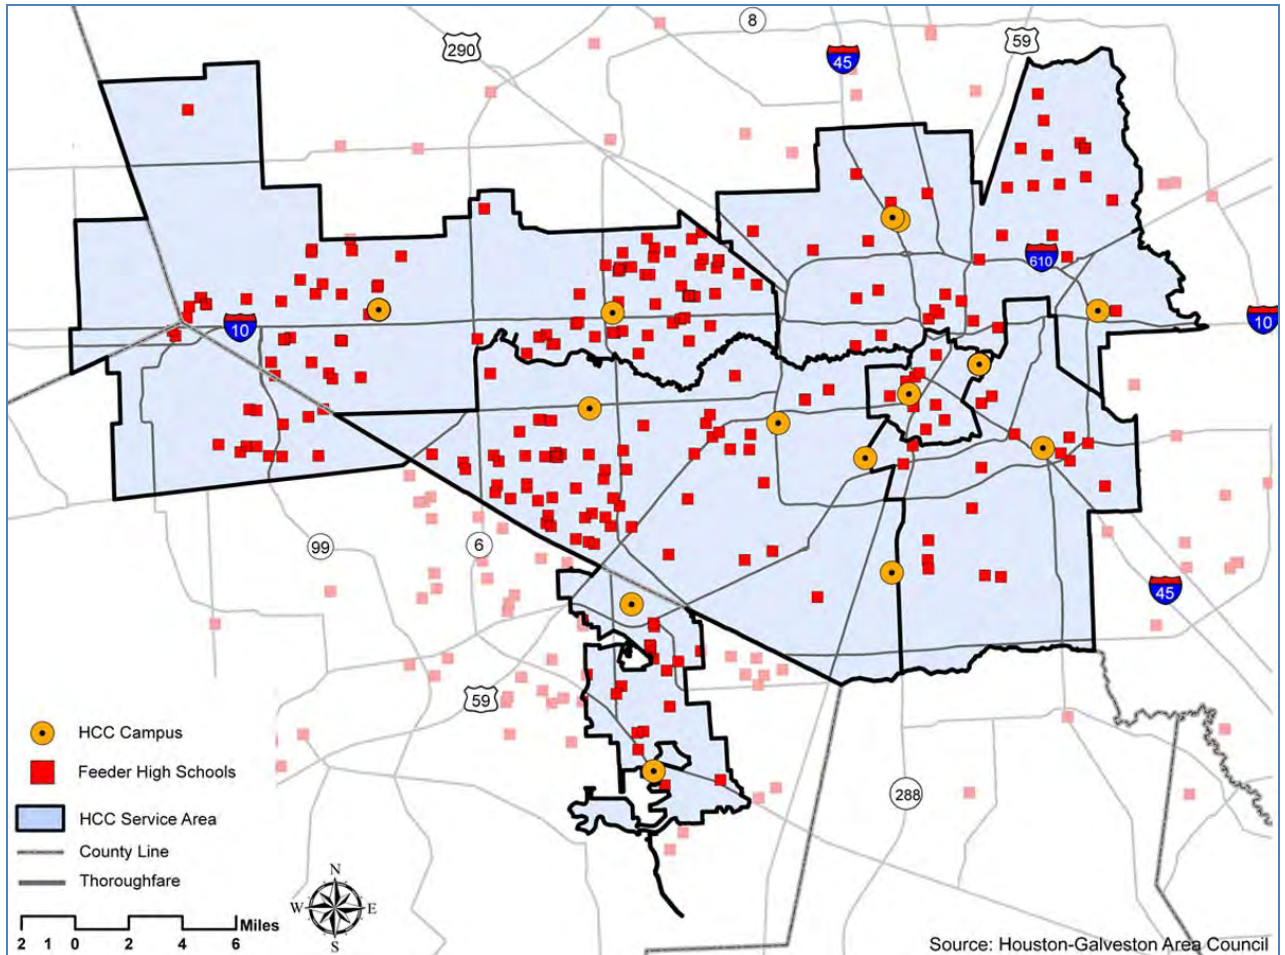 8
290
45
59
610
10
10
99
6
45
59
288
HCC Campus
Feeder High Schools
HCC Service Area
County Line
Thoroughfare
N
W E
S
Miles
2 1 0 2 4 6
Source: Houston-Galveston Area Council